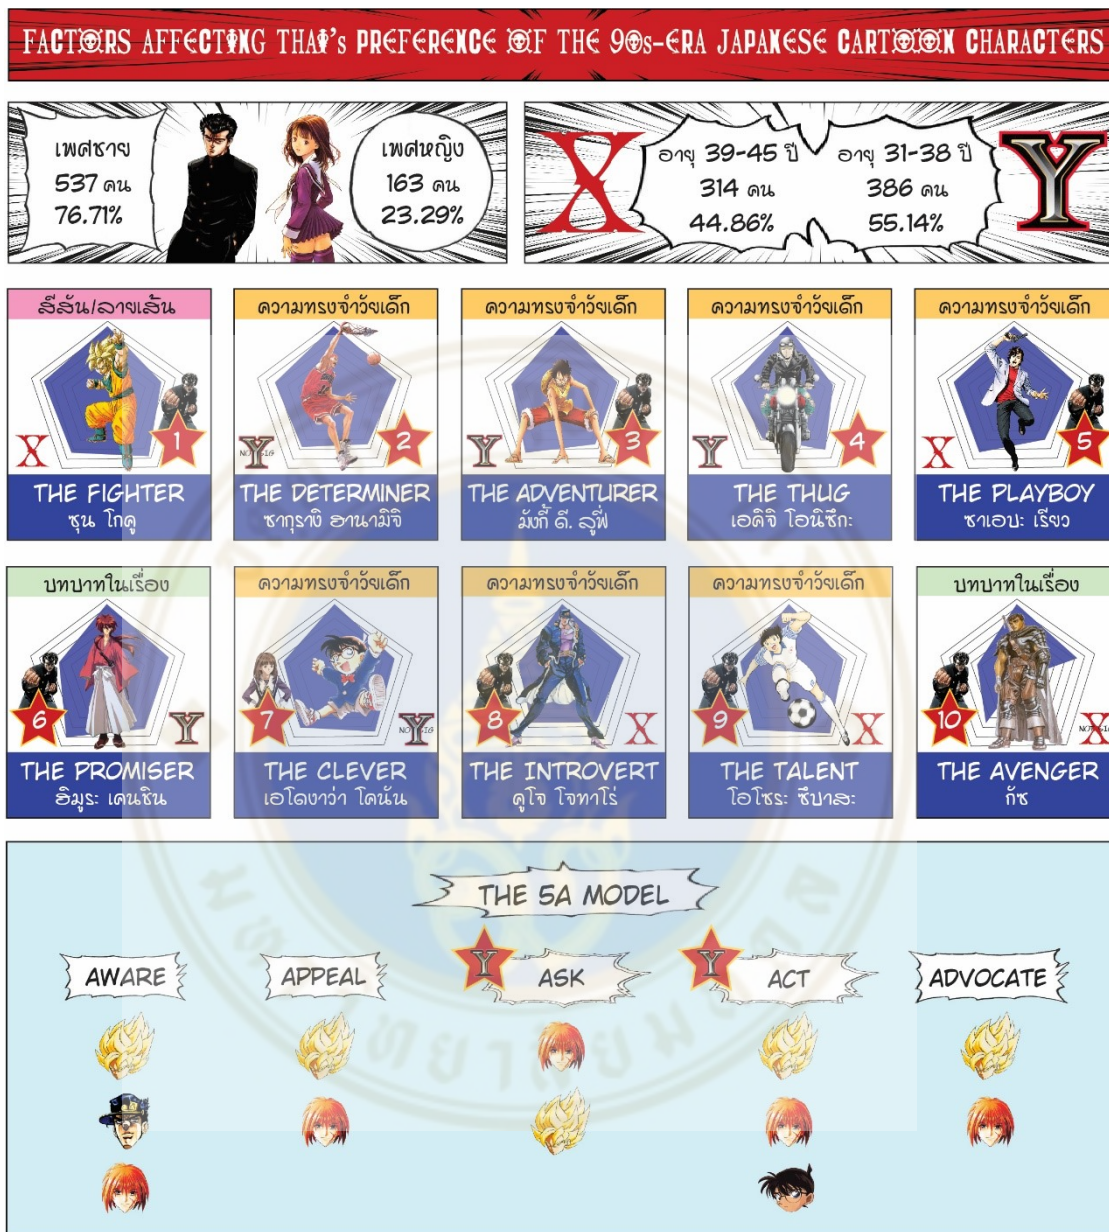 FACTORS AFFECTING THAI's PREFERENCE OF THE 90s-ERA JAPANESE CARTOON CHARACTERS
เพศชาย
537 คน
76.71%
เพศหญิง
163 คน
23.29%
X
อายุ 39-45 ปี
314 คน
44.86%
อายุ 31-38 ปี
386 คน
55.14%
Y
สีสัน/ลายเส้น
X
1
THE FIGHTER
ซุน โกคู
ความทรงจำวัยเด็ก
Y
2
THE DETERMINER
ซากุรางิ ฮานามิจิ
ความทรงจำวัยเด็ก
Y
3
THE ADVENTURER
มังกี้ ดี. ลูฟี่
ความทรงจำวัยเด็ก
Y
4
THE THUG
เอคิจิ โอนิซึกะ
ความทรงจำวัยเด็ก
X
5
THE PLAYBOY
ซาเอบะ เรียว
บทบาทในเรื่อง
6
Y
THE PROMISER
ฮิมูระ เคนชิน
ความทรงจำวัยเด็ก
7
Y
THE CLEVER
เอโดงาว่า โคนัน
ความทรงจำวัยเด็ก
8
X
THE INTROVERT
คูโจ โจทาโร่
ความทรงจำวัยเด็ก
9
X
THE TALENT
โอโซระ ซึบาสะ
บทบาทในเรื่อง
10
X
THE AVENGER
กัซ
THE 5A MODEL
AWARE
APPEAL
Y
ASK
Y
ACT
ADVOCATE